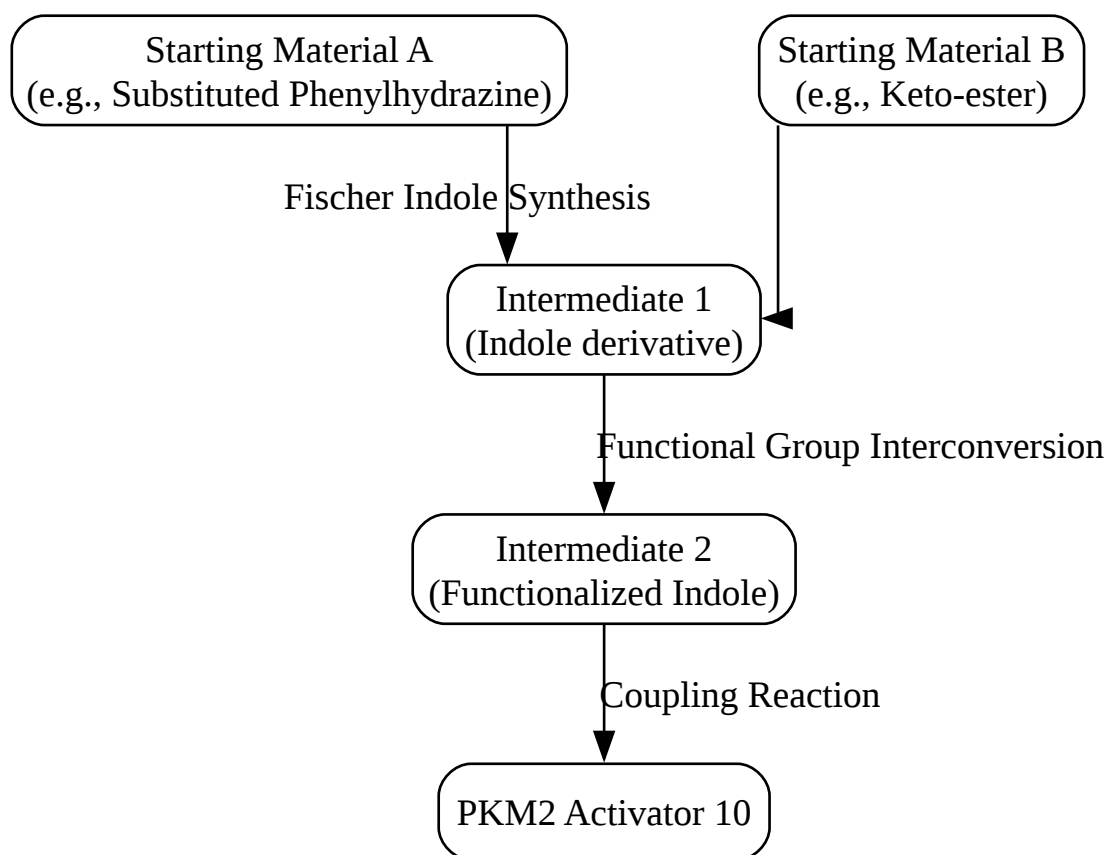 Starting Material A
(e.g., Substituted Phenylhydrazine)
Starting Material B
(e.g., Keto-ester)
Fischer Indole Synthesis
Intermediate 1
(Indole derivative)
Functional Group Interconversion
Intermediate 2
(Functionalized Indole)
Coupling Reaction
PKM2 Activator 10